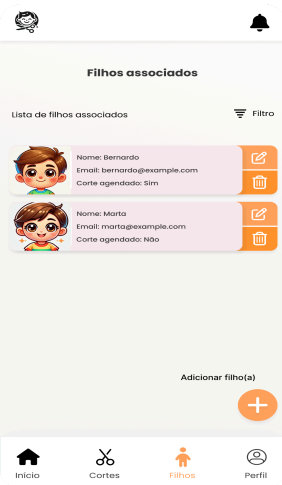 Filhos associados
Lista de filhos associados
Filtro
Nome: Bernardo
Email: bernardo@example.com
Corte agendado: Sim
Nome: Marta
Email: marta@example.com
Corte agendado: Não
Adicionar filho(a)
Início
Cortes
Filhos
Perfil